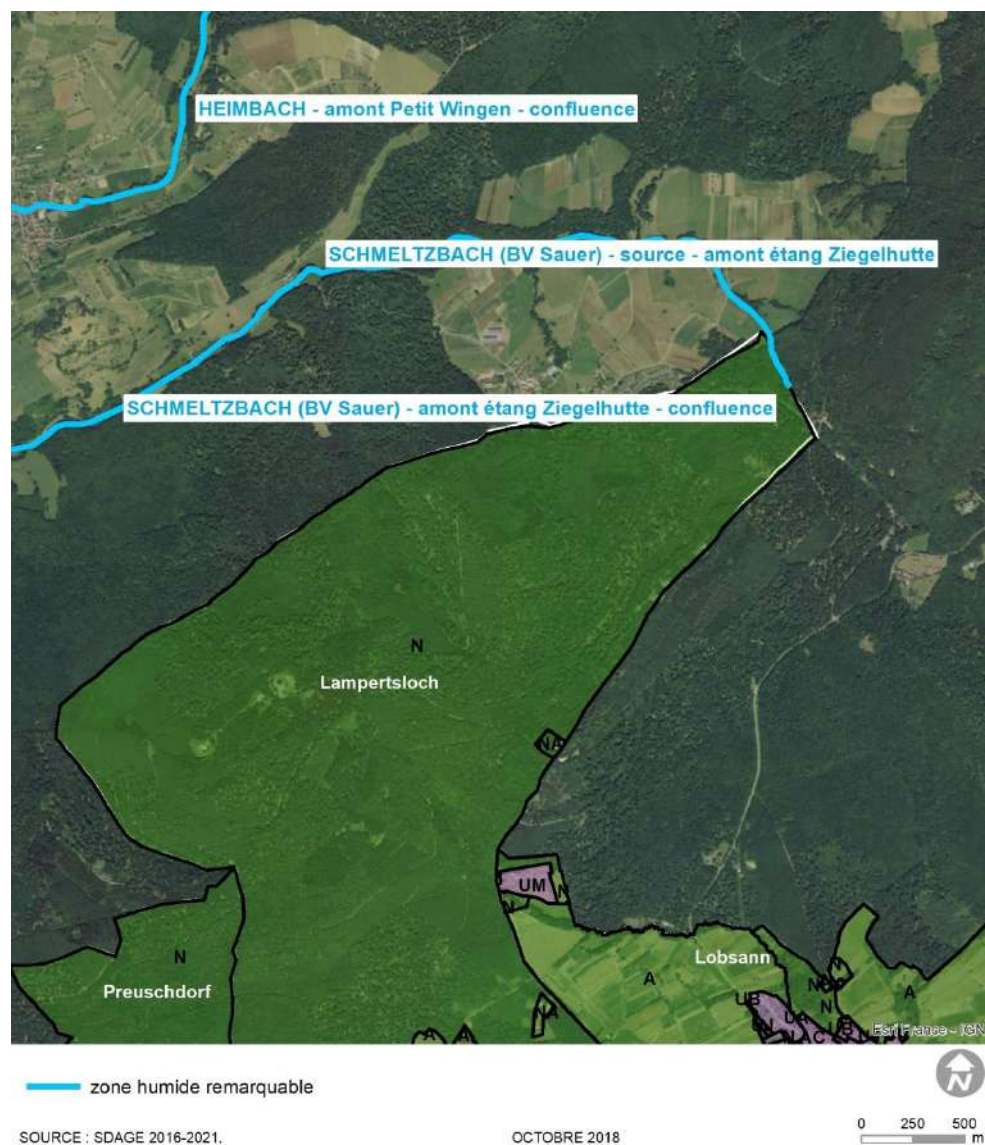 HEIMBACH - amont Petit Wingen - confluence
SCHMELTZBACH (BV Sauer) - source - amont étang Ziegelhutte
SCHMELTZBACH (BV Sauer) - amont étang Ziegelhutte - confluence
N
Lampertsloch
NA
UM
N
N
N
Preuschdorf
Lobsann
A
A
UB
UA
N
NA
A
A
Esri France - IGN
zone humide remarquable
N
0 250 500
m
SOURCE : SDAGE 2016-2021.
OCTOBRE 2018